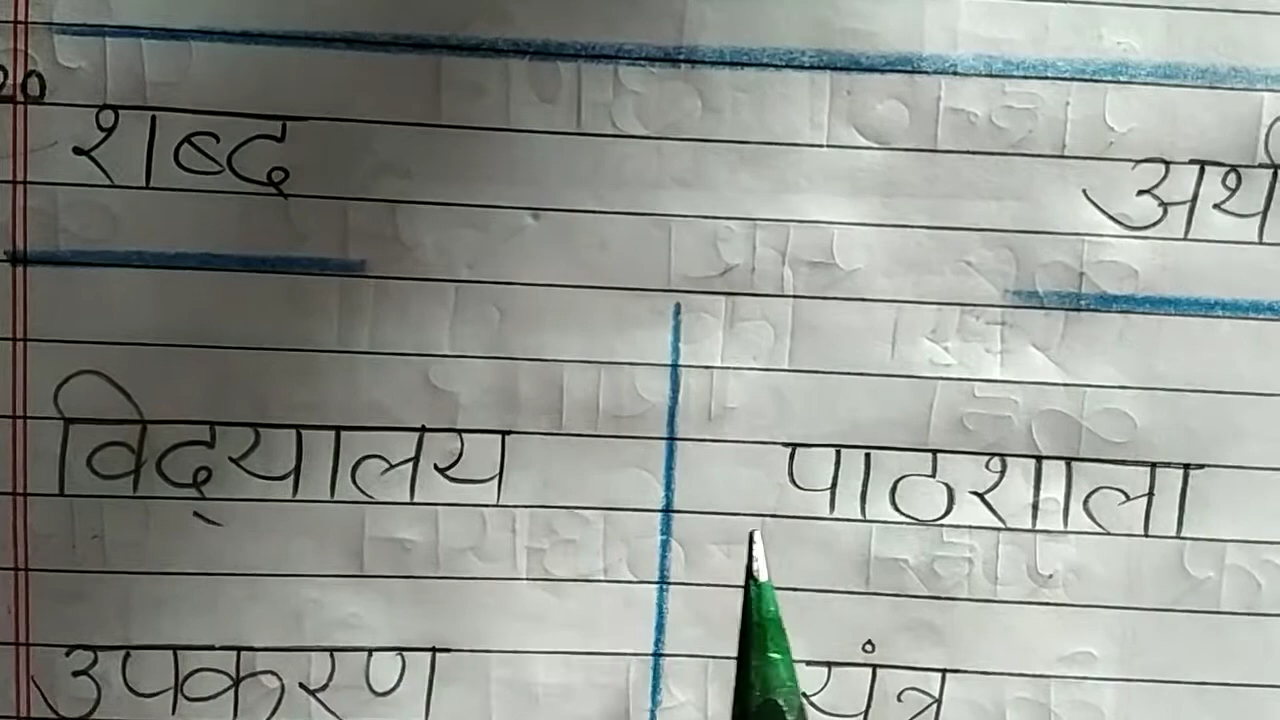 शब्द अर्थ
विद्यालय पाठशाला
उपकरण यंत्र